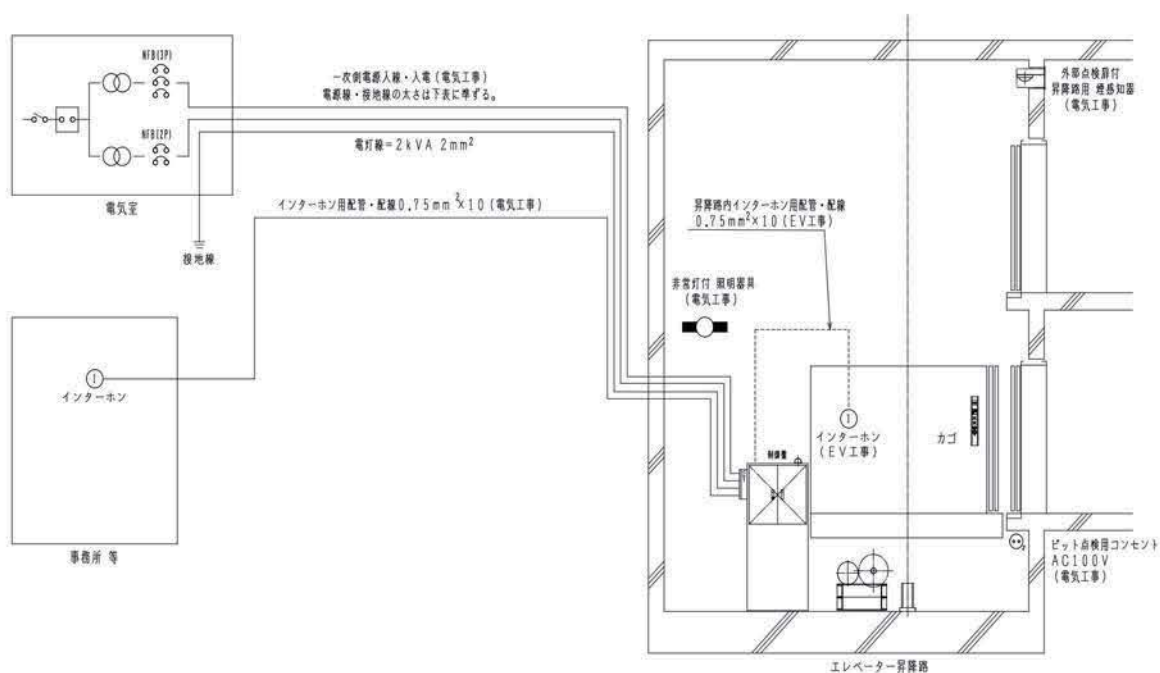 NFB(3P)
NFB(2P)
電気室
接地線
一次側電源入線・入電(電気工事)
電源線・接地線の太さは下表に準ずる。
電灯線=2kVA 2mm²
インターホン用配管・配線0.75mm²×10(電気工事)
I
インターホン
事務所 等
昇降路内インターホン用配管・配線
0.75mm²×10(EV工事)
非常灯付 照明器具
(電気工事)
外部点検扉付
昇降路用 煙感知器
(電気工事)
I
インターホン
(EV工事)
カゴ
制御盤
ピット点検用コンセント
AC100V
(電気工事)
エレベーター昇降路